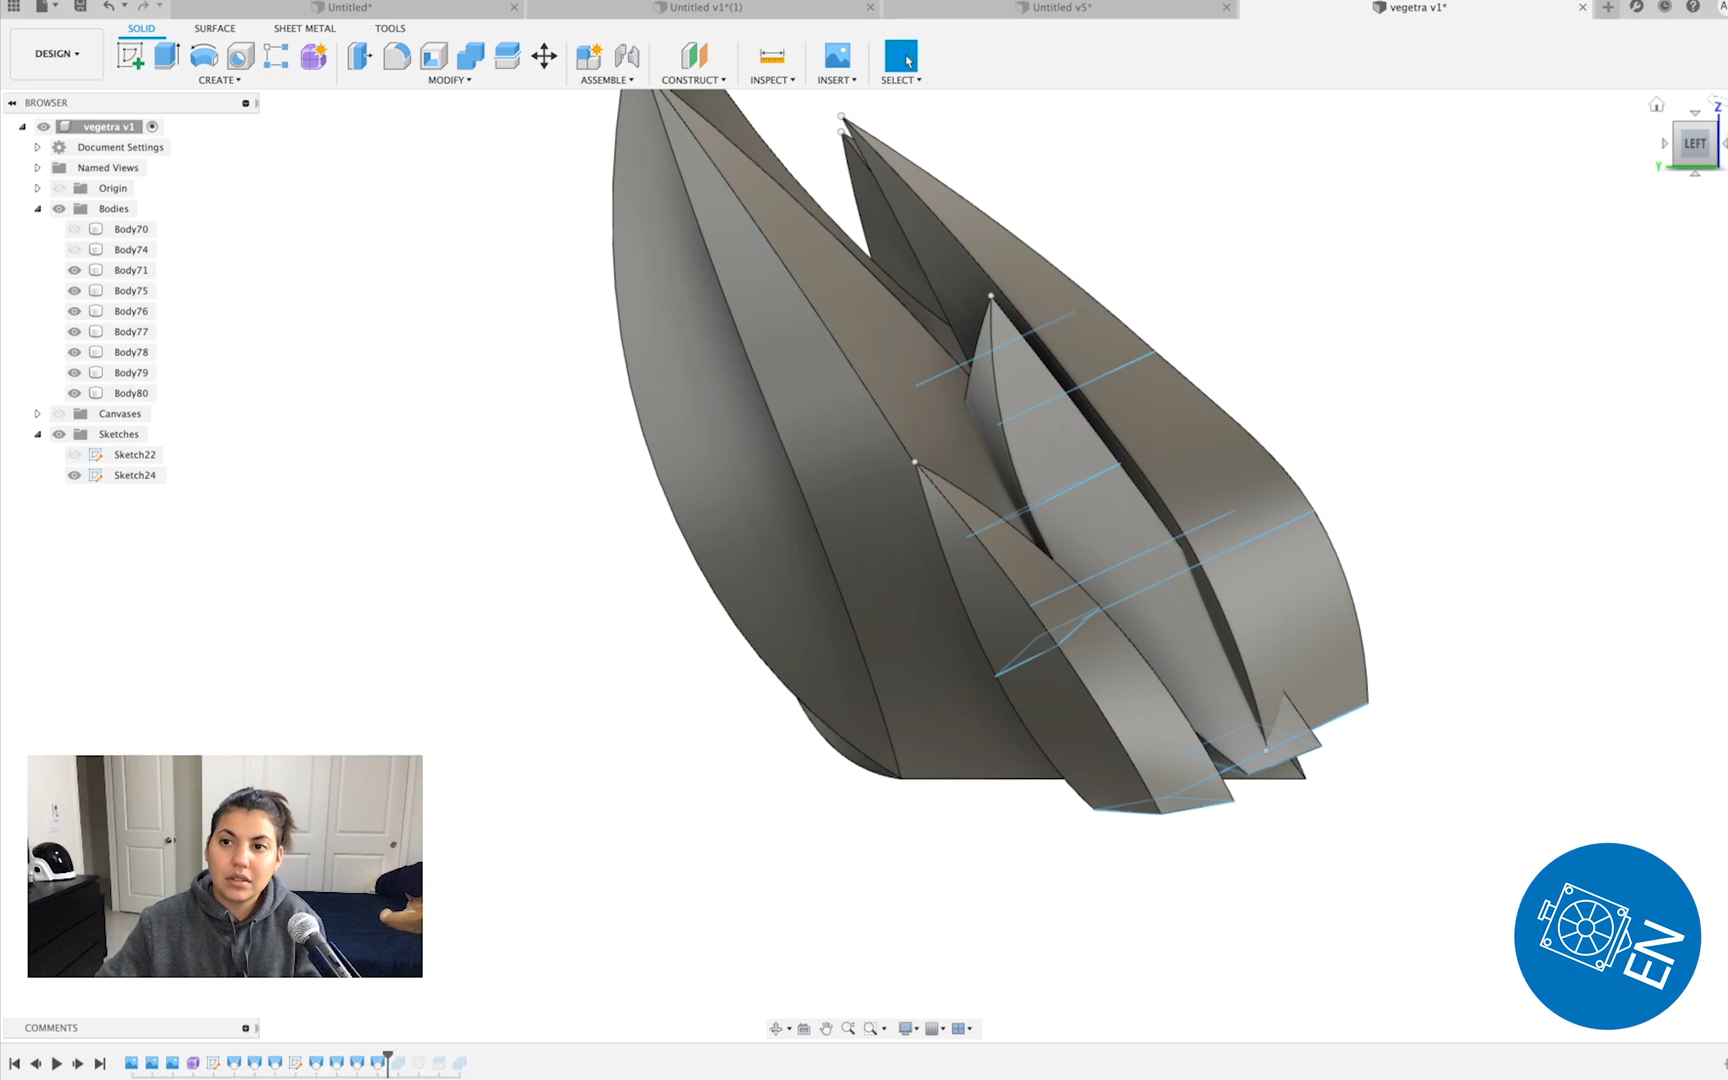 Untitled*
Untitled v1*(1)
Untitled v5*
vegetra v1*
SOLID
SURFACE
SHEET METAL
TOOLS
DESIGN
CREATE
MODIFY
ASSEMBLE
CONSTRUCT
INSPECT
INSERT
SELECT
BROWSER
vegetra v1
Document Settings
Named Views
Origin
Bodies
Body70
Body74
Body71
Body75
Body76
Body77
Body78
Body79
Body80
Canvases
Sketches
Sketch22
Sketch24
Z
LEFT
Y
EN
COMMENTS